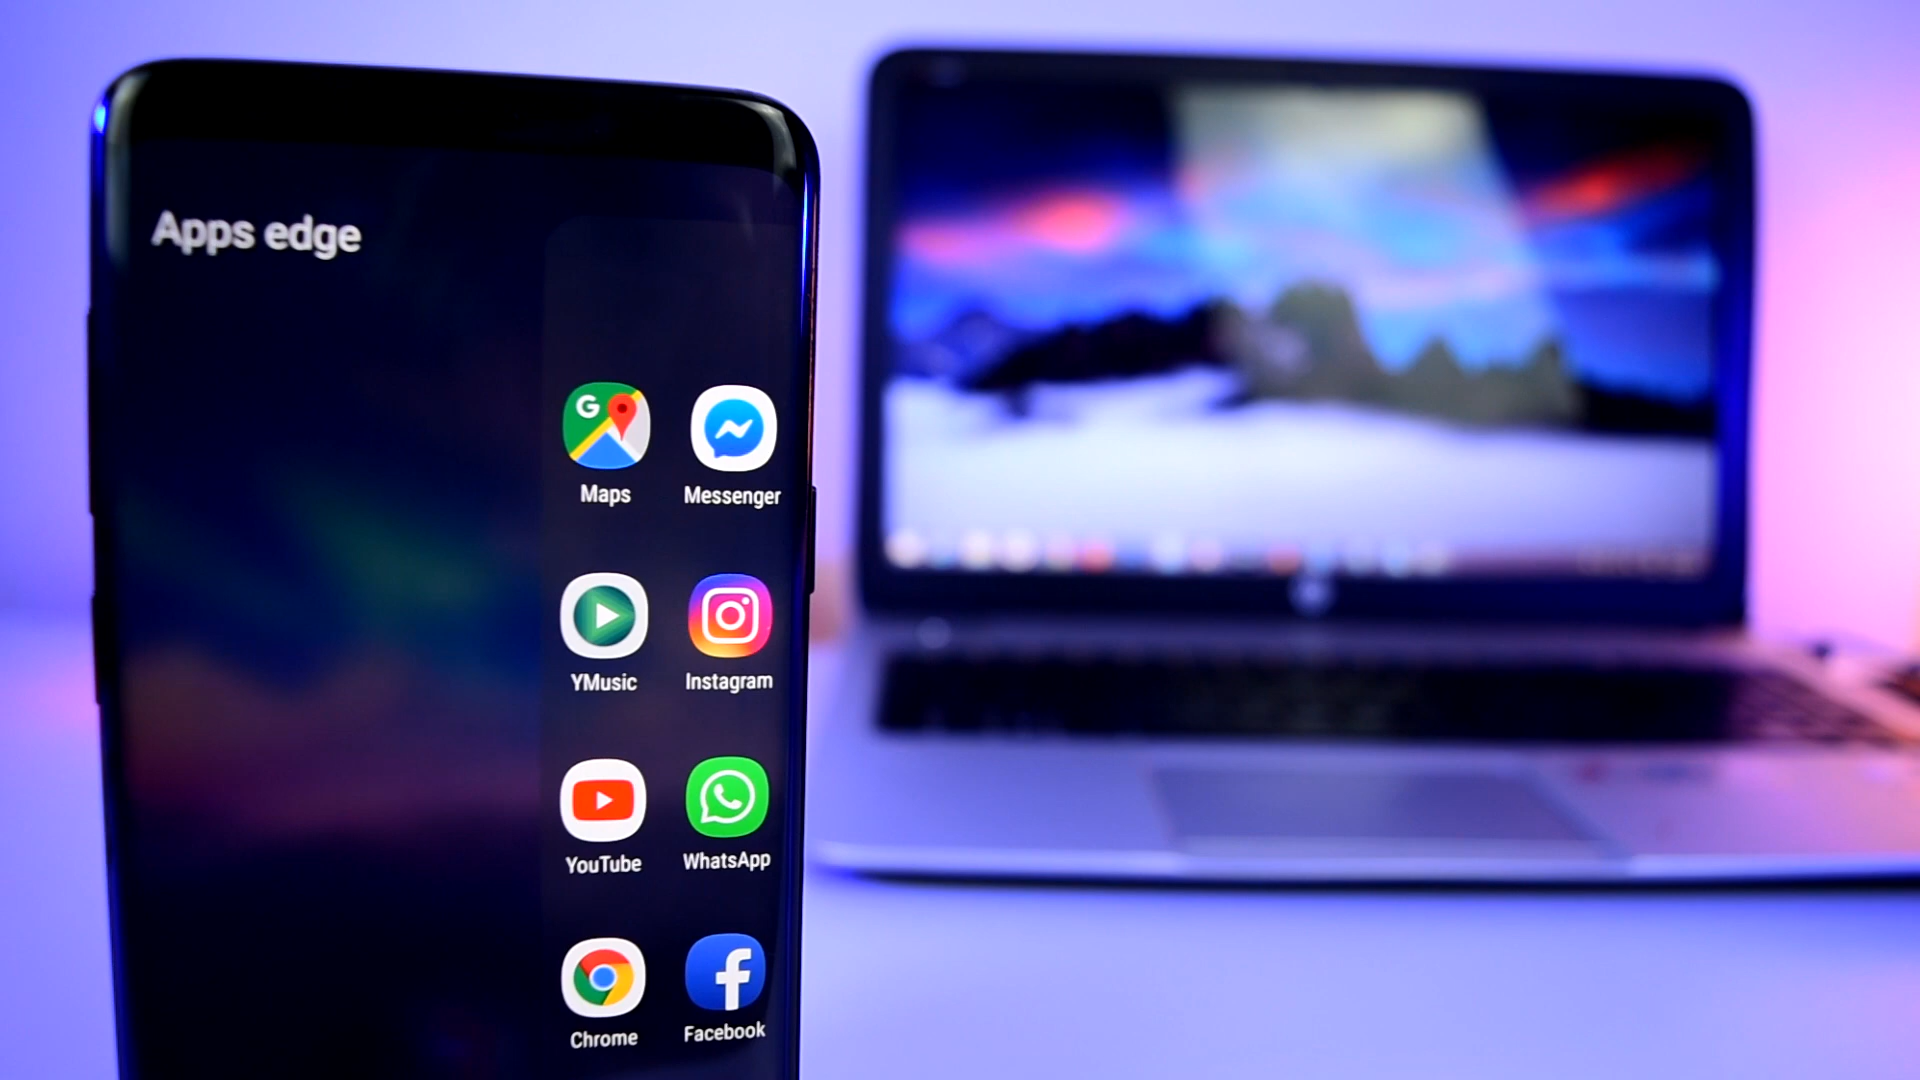 Apps edge
Maps
Messenger
YMusic
Instagram
YouTube
WhatsApp
Chrome
Facebook